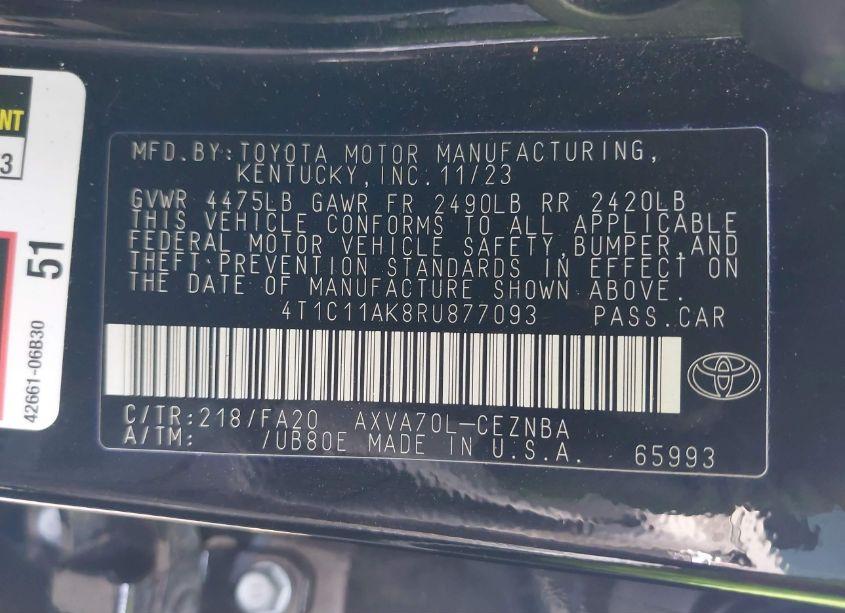 NT
3
51
42661-06B30
MFD.BY:TOYOTA MOTOR MANUFACTURING,
KENTUCKY,INC.11/23
GVWR 4475LB GAWR FR 2490LB RR 2420LB
THIS VEHICLE CONFORMS TO ALL APPLICABLE
FEDERAL MOTOR VEHICLE SAFETY,BUMPER,AND
THEFT PREVENTION STANDARDS IN EFFECT ON
THE DATE OF MANUFACTURE SHOWN ABOVE.
4T1C11AK8RU877093 PASS.CAR
C/TR:218/FA20 AXVA70L-CEZNBA
A/TM: /UB80E MADE IN U.S.A. 65993